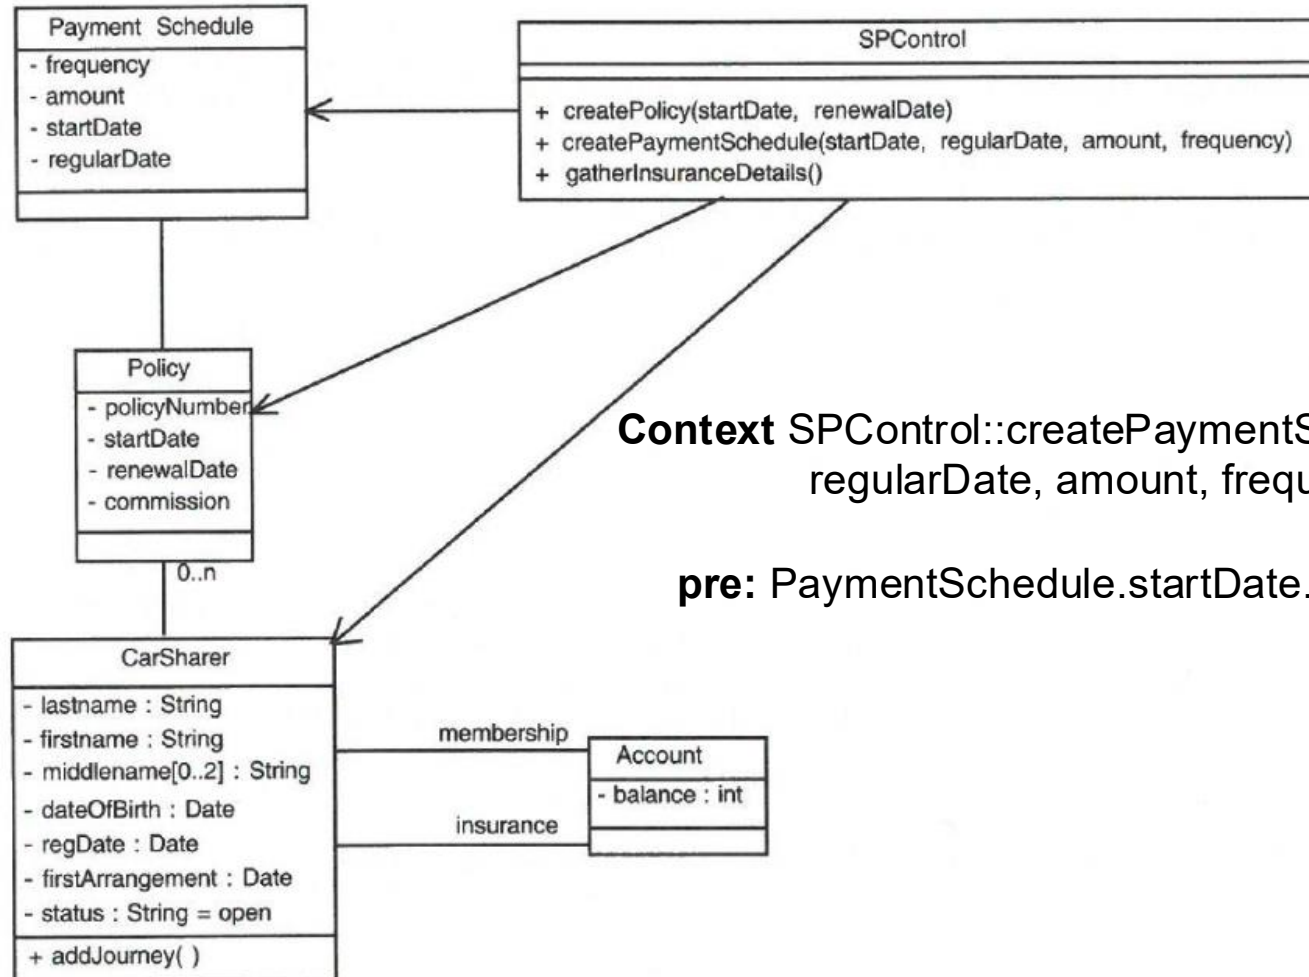 Payment Schedule
- frequency
- amount
- startDate
- regularDate
SPControl
+ createPolicy(startDate, renewalDate)
+ createPaymentSchedule(startDate, regularDate, amount, frequency)
+ gatherInsuranceDetails()
Policy
- policyNumber
- startDate
- renewalDate
- commission
0..n
Context SPControl::createPaymentS
regularDate, amount, frequ
pre: PaymentSchedule.startDate.
CarSharer
- lastname : String
- firstname : String
- middlename[0..2] : String
- dateOfBirth : Date
- regDate : Date
- firstArrangement : Date
- status : String = open
+ addJourney( )
membership
insurance
Account
- balance : int